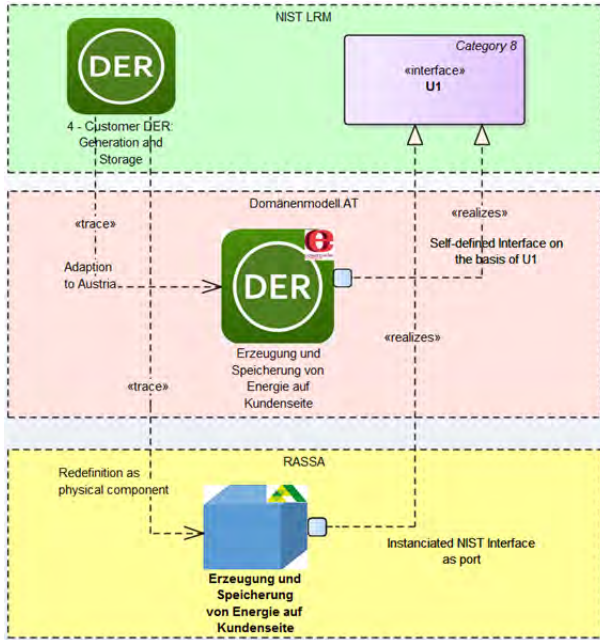 NIST LRM
DER
4 - Customer DER:
Generation and
Storage
Category 8
«interface»
U1
Domänenmodell AT
«trace»
«realizes»
Self-defined Interface on
the basis of U1
Adaption
to Austria
e
DER
Erzeugung und
Speicherung von
Energie auf
Kundenseite
«realizes»
«trace»
RASSA
Redefinition as
physical component
Instanciated NIST Interface
as port
Erzeugung und
Speicherung
von Energie auf
Kundenseite